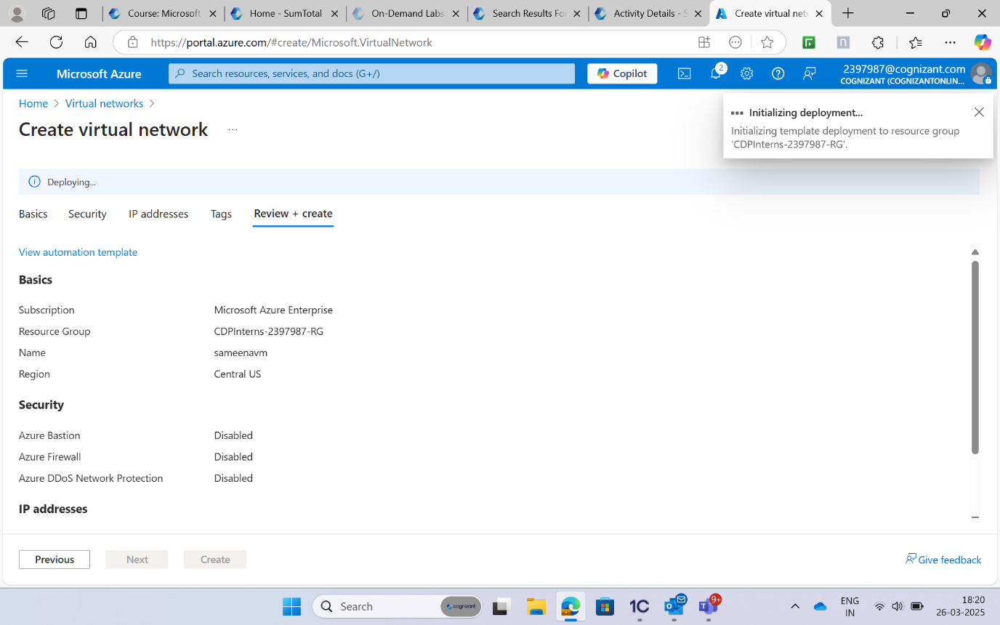 Course: Microsoft
Home - SumTotal
On-Demand Labs
Search Results Fo
Activity Details - S
Create virtual netw
https://portal.azure.com/#create/Microsoft.VirtualNetwork
Microsoft Azure
Search resources, services, and docs (G+/)
Copilot
2
2397987@cognizant.com
COGNIZANT (COGNIZANTONLIN...
Home > Virtual networks >
Create virtual network ...
Initializing deployment...
Initializing template deployment to resource group
'CDPInterns-2397987-RG'.
Deploying...
Basics Security IP addresses Tags Review + create
View automation template
Basics
Subscription Microsoft Azure Enterprise
Resource Group CDPInterns-2397987-RG
Name sameenavm
Region Central US
Security
Azure Bastion Disabled
Azure Firewall Disabled
Azure DDoS Network Protection Disabled
IP addresses
Previous Next Create
Give feedback
Search
cognizant
1C
9+
ENG
IN
18:20
26-03-2025